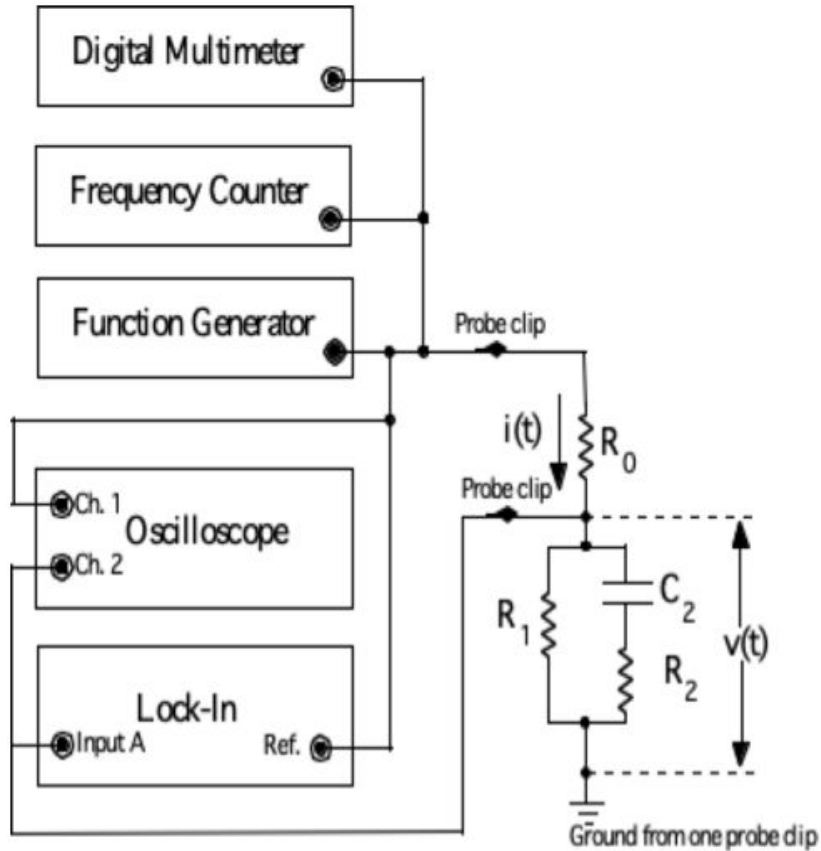 Digital Multimeter
Frequency Counter
Function Generator
Probe clip
i(t)
R0
Probe clip
Ch. 1
Oscilloscope
Ch. 2
C2
R1
v(t)
R2
Lock-In
Input A
Ref.
Ground from one probe clip